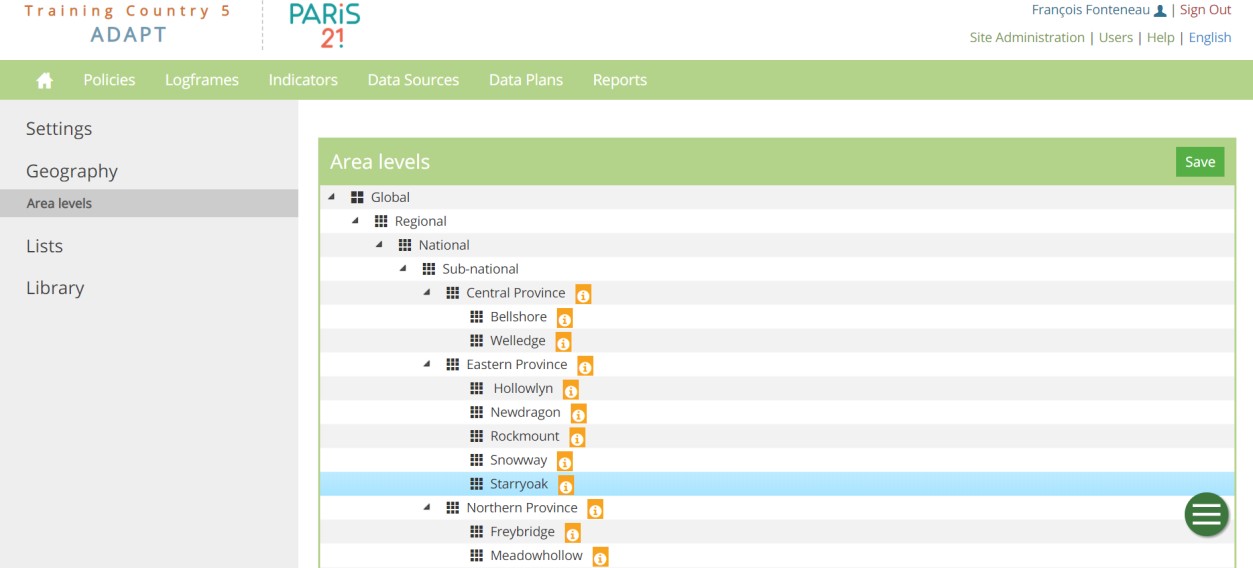 Training Country 5
ADAPT
PARiS
21
François Fonteneau | Sign Out
Site Administration | Users | Help | English
Policies Logframes Indicators Data Sources Data Plans Reports
Settings
Geography
Area levels
Lists
Library
Area levels
Save
Global
Regional
National
Sub-national
Central Province
Bellshore
Welledge
Eastern Province
Hollowlyn
Newdragon
Rockmount
Snowway
Starryoak
Northern Province
Freybridge
Meadowhollow